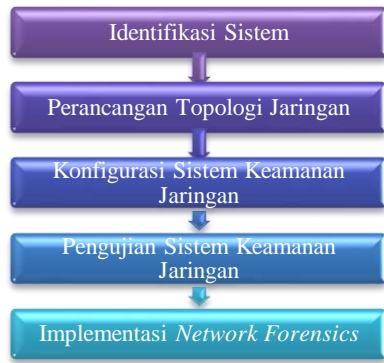 Identifikasi Sistem
Perancangan Topologi Jaringan
Konfigurasi Sistem Keamanan
Jaringan
Pengujian Sistem Keamanan
Jaringan
Implementasi Network Forensics